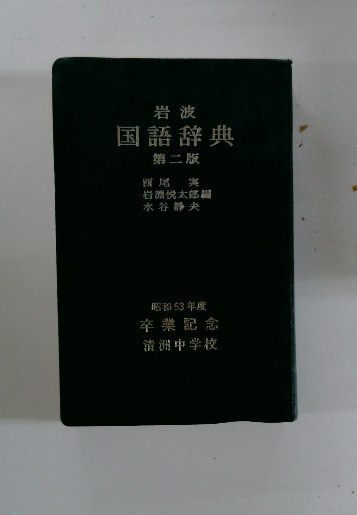 岩波
国語辞典
第二版
西尾 実
岩淵悦太郎編
水谷静夫
昭和53年度
卒業記念
清洲中学校